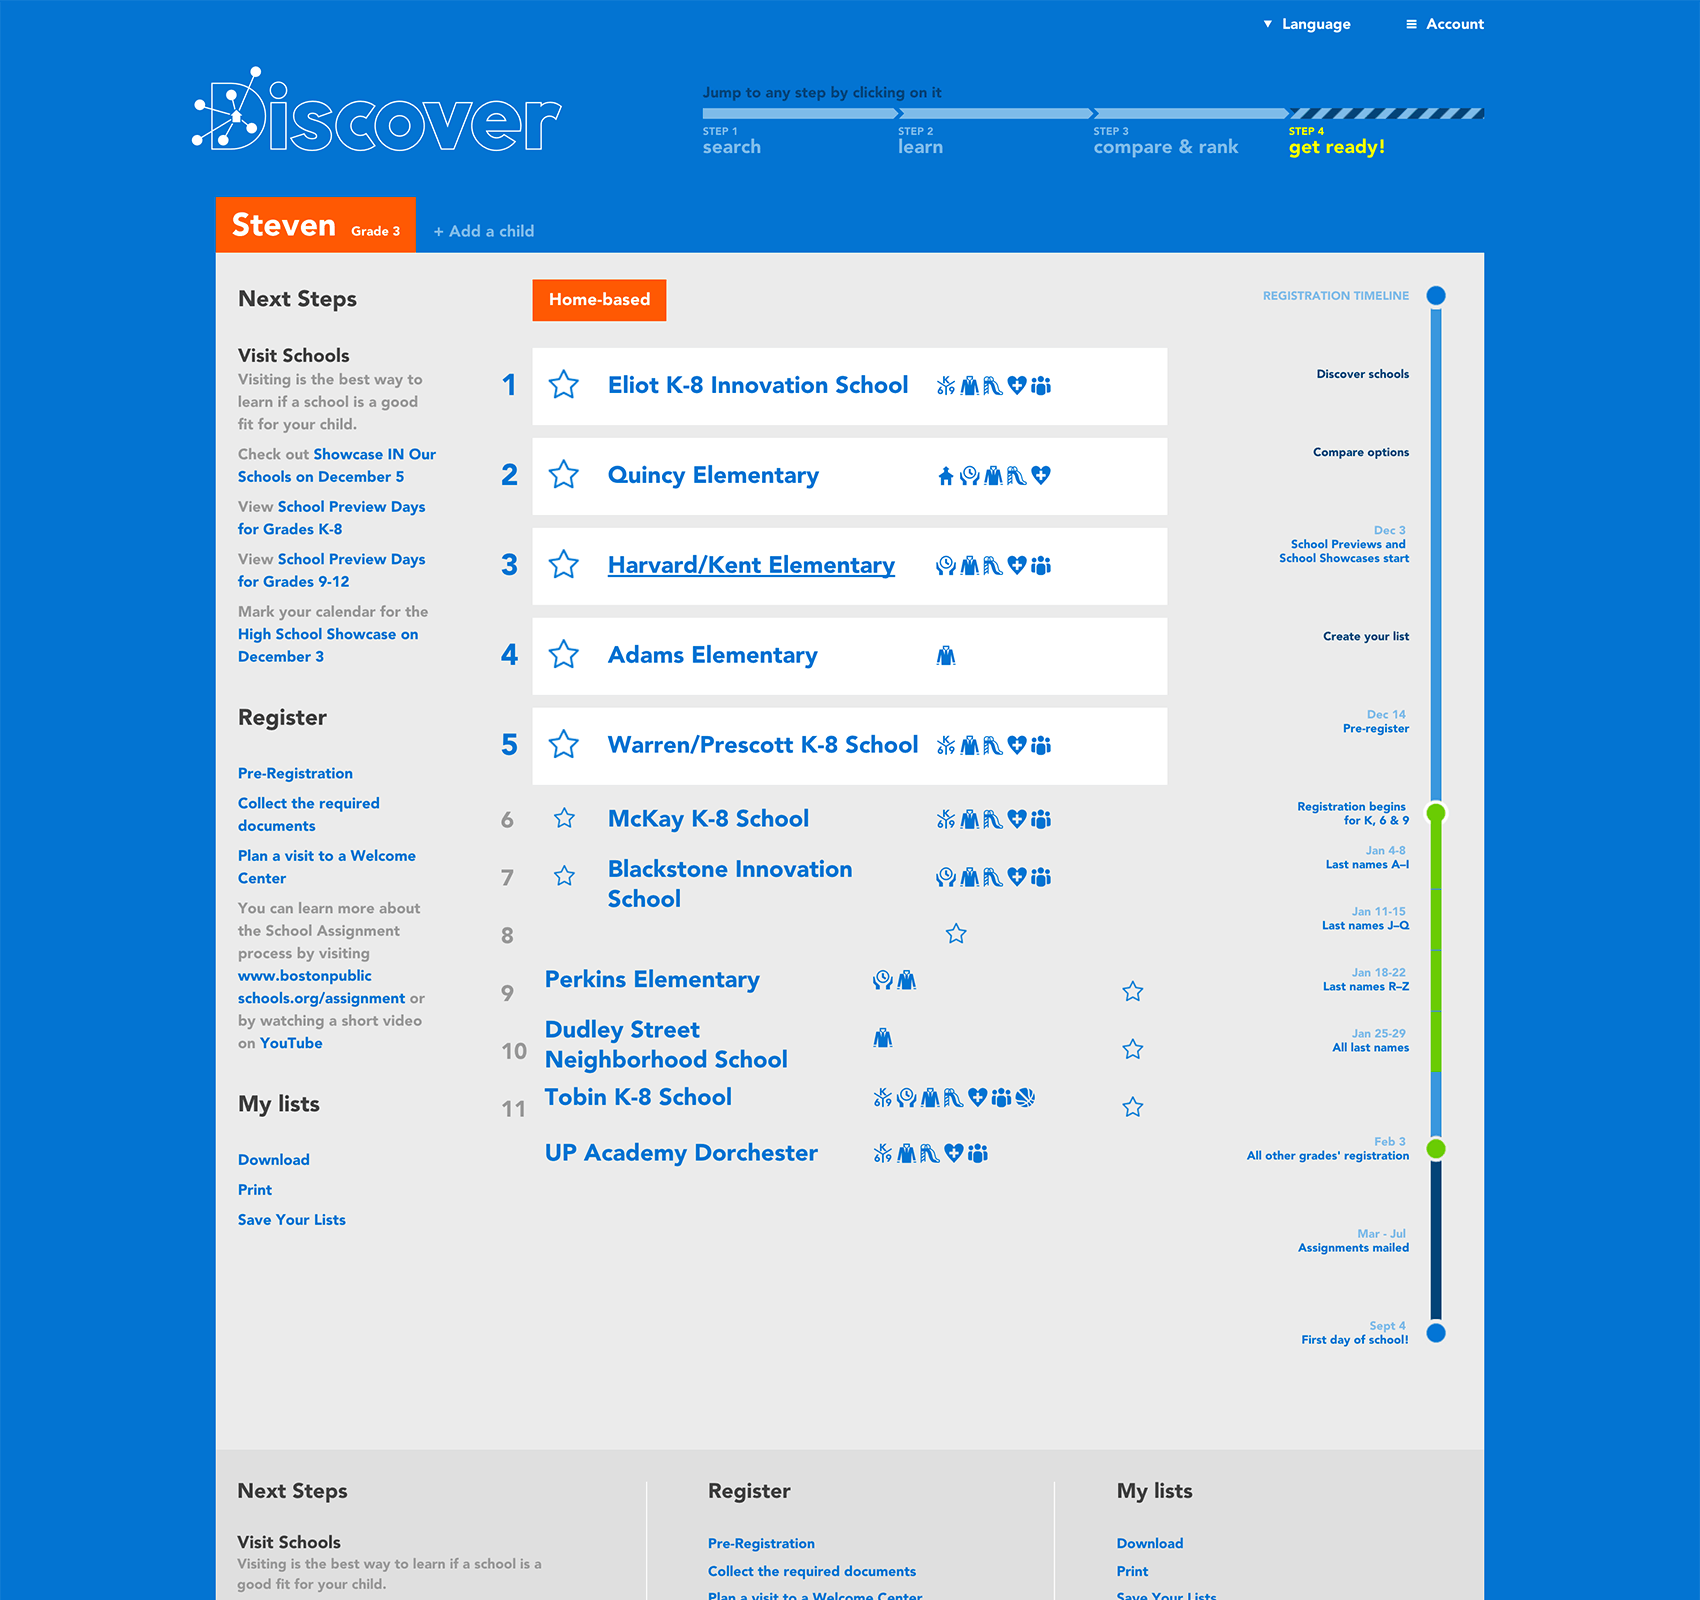 ▼ Language
≡ Account
Discover
Jump to any step by clicking on it
STEP 1
search
STEP 2
learn
STEP 3
compare & rank
STEP 4
get ready!
Steven Grade 3
+ Add a child
Next Steps
Visit Schools
Visiting is the best way to
learn if a school is a good
fit for your child.
Check out Showcase IN Our
Schools on December 5
View School Preview Days
for Grades K-8
View School Preview Days
for Grades 9-12
Mark your calendar for the
High School Showcase on
December 3
Register
Pre-Registration
Collect the required
documents
Plan a visit to a Welcome
Center
You can learn more about
the School Assignment
process by visiting
www.bostonpublic
schools.org/assignment or
by watching a short video
on YouTube
My lists
Download
Print
Save Your Lists
Home-based
1 Eliot K-8 Innovation School
2 Quincy Elementary
3 Harvard/Kent Elementary
4 Adams Elementary
5 Warren/Prescott K-8 School
6 McKay K-8 School
7 Blackstone Innovation
School
8
9 Perkins Elementary
10 Dudley Street
Neighborhood School
11 Tobin K-8 School
UP Academy Dorchester
REGISTRATION TIMELINE
Discover schools
Compare options
Dec 3
School Previews and
School Showcases start
Create your list
Dec 14
Pre-register
Registration begins
for K, 6 & 9
Jan 4-8
Last names A–I
Jan 11-15
Last names J–Q
Jan 18-22
Last names R–Z
Jan 25-29
All last names
Feb 3
All other grades' registration
Mar - Jul
Assignments mailed
Sept 4
First day of school!
Next Steps
Visit Schools
Visiting is the best way to learn if a school is a
good fit for your child.
Register
Pre-Registration
Collect the required documents
Plan a visit to a Welcome Center
My lists
Download
Print
Save Your Lists